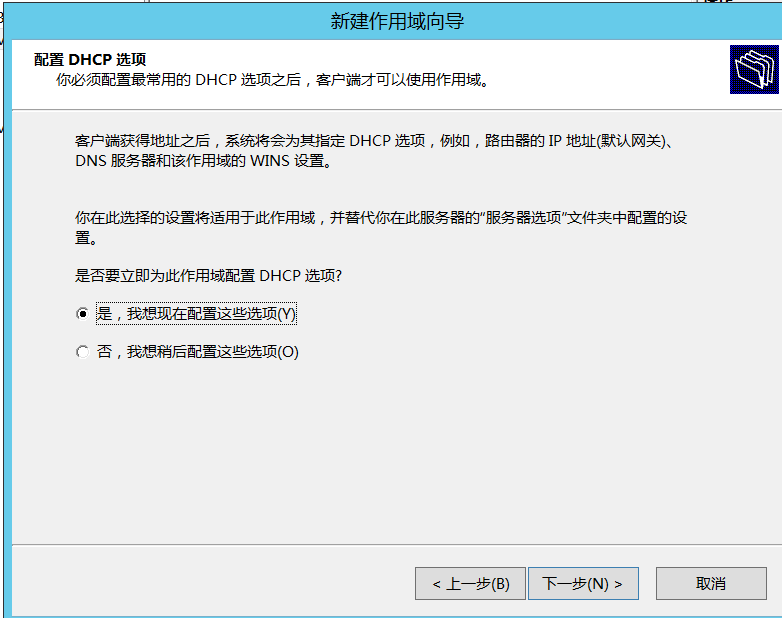 新建作用域向导
配置 DHCP 选项
你必须配置最常用的 DHCP 选项之后，客户端才可以使用作用域。
客户端获得地址之后，系统将会为其指定 DHCP 选项，例如，路由器的 IP 地址(默认网关)、
DNS 服务器和该作用域的 WINS 设置。
你在此选择的设置将适用于此作用域，并替代你在此服务器的“服务器选项”文件夹中配置的设
置。
是否要立即为此作用域配置 DHCP 选项?
是，我想现在配置这些选项(Y)
否，我想稍后配置这些选项(O)
< 上一步(B)
下一步(N) >
取消